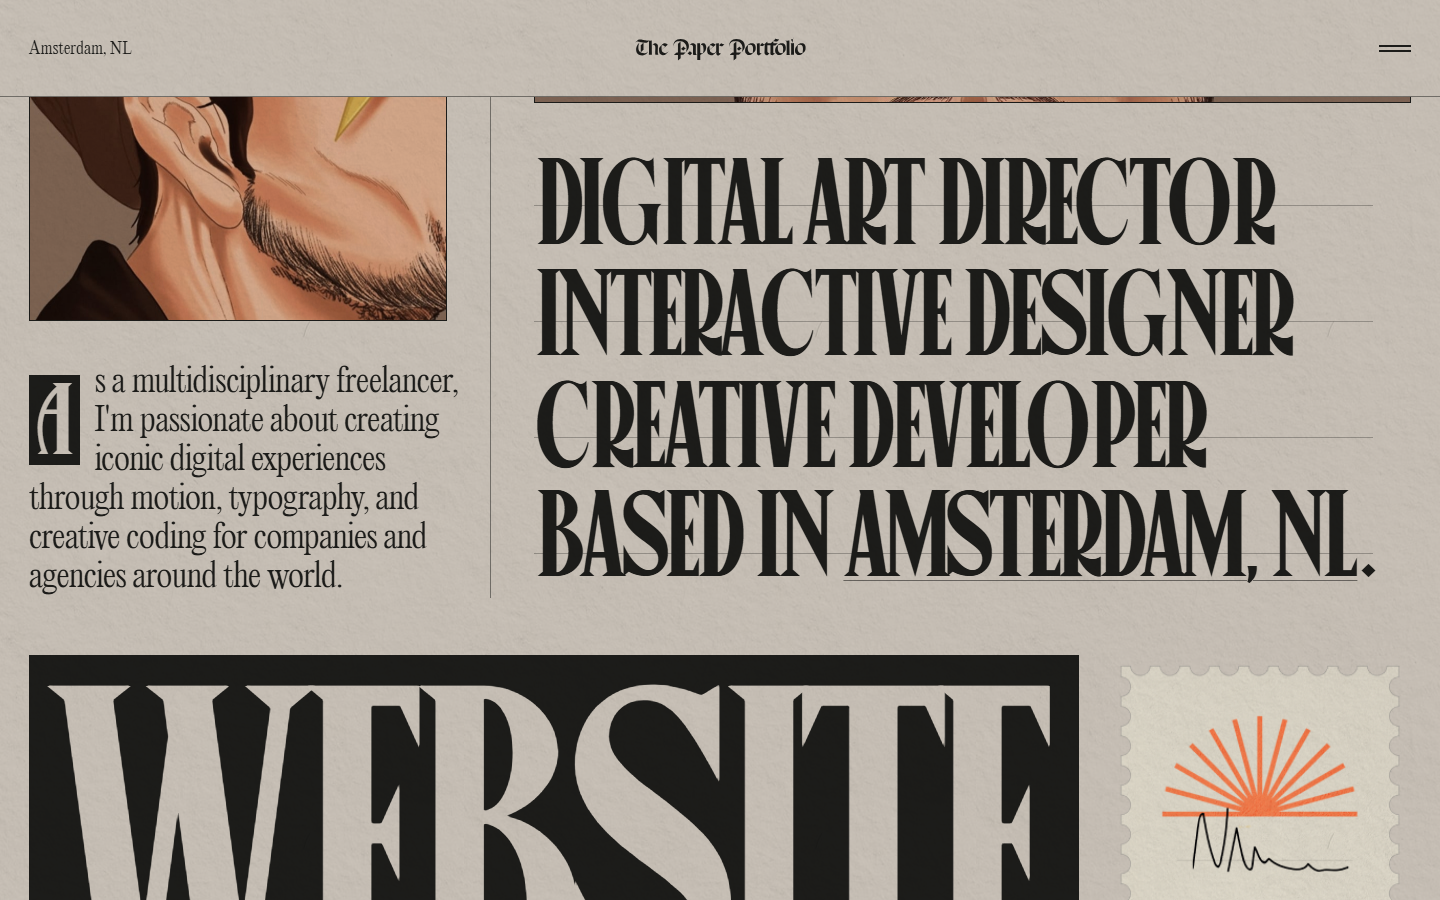 Amsterdam, NL
The Paper Portfolio
As a multidisciplinary freelancer,
I'm passionate about creating
iconic digital experiences
through motion, typography, and
creative coding for companies and
agencies around the world.
DIGITAL ART DIRECTOR
INTERACTIVE DESIGNER
CREATIVE DEVELOPER
BASED IN AMSTERDAM, NL.
WEBSITE